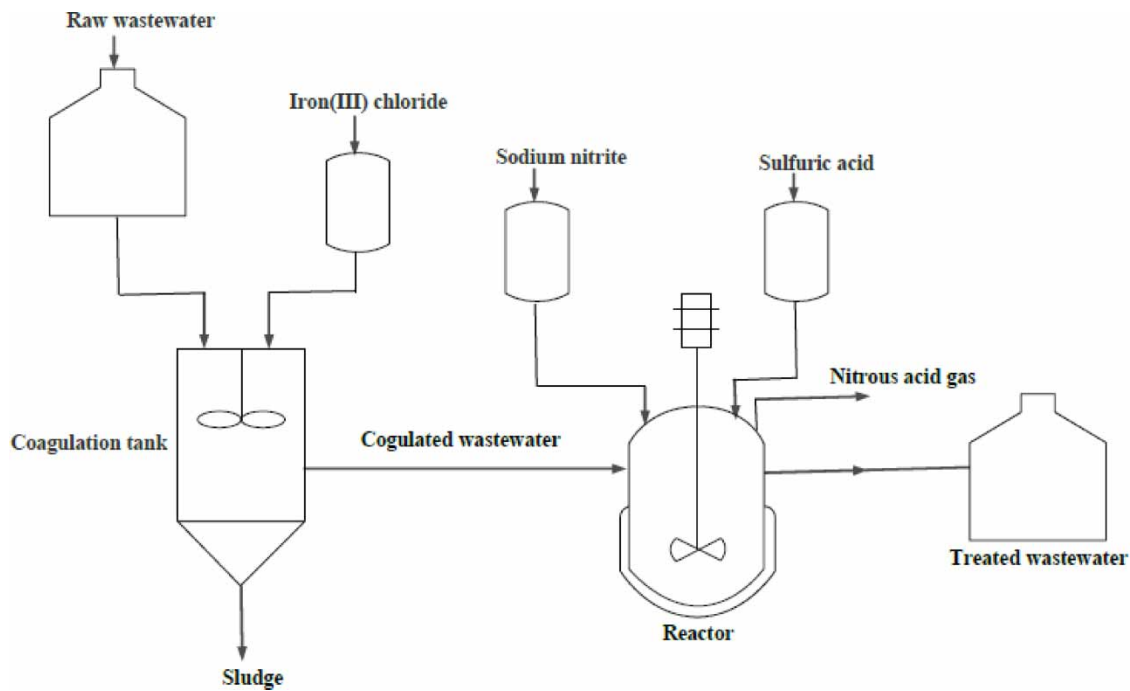 Raw wastewater
Iron(III) chloride
Sodium nitrite
Sulfuric acid
Nitrous acid gas
Coagulation tank
Cogulated wastewater
Treated wastewater
Reactor
Sludge